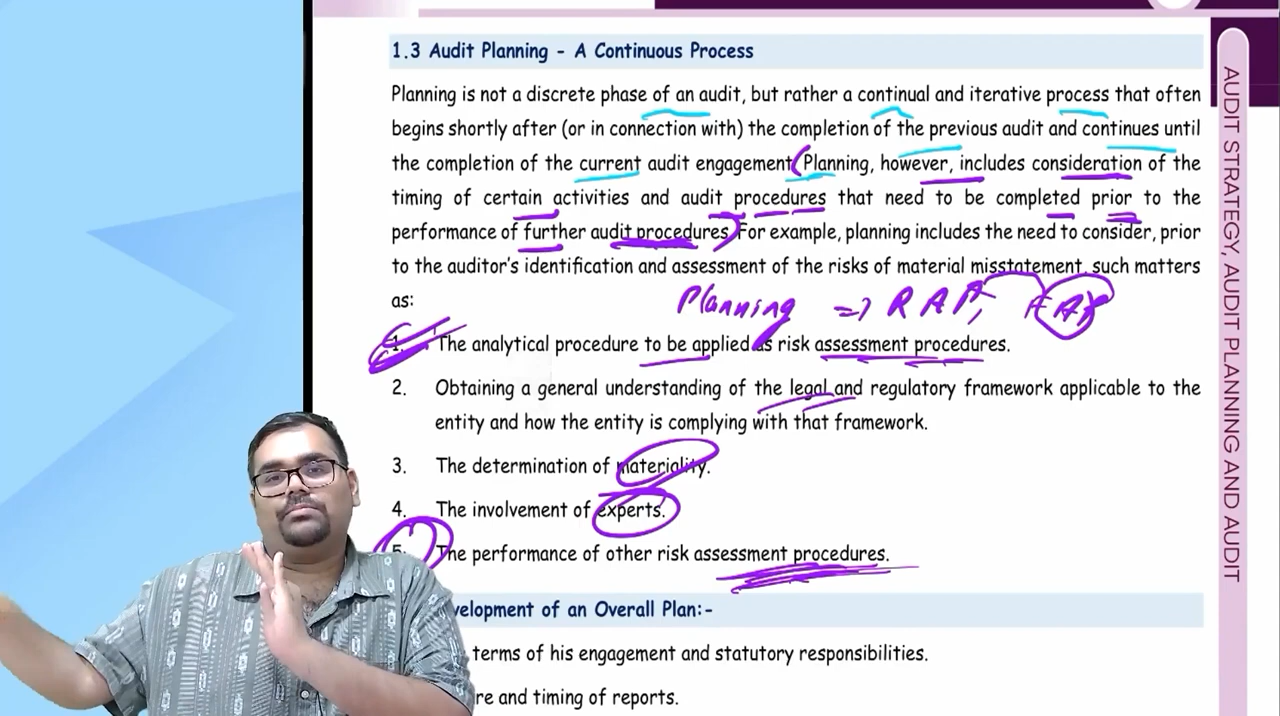 1.3 Audit Planning - A Continuous Process
Planning is not a discrete phase of an audit, but rather a continual and iterative process that often
begins shortly after (or in connection with) the completion of the previous audit and continues until
the completion of the current audit engagement. Planning, however, includes consideration of the
timing of certain activities and audit procedures that need to be completed prior to the
performance of further audit procedures. For example, planning includes the need to consider, prior
to the auditor's identification and assessment of the risks of material misstatement, such matters
as:
Planning => RAP, FAP
1. The analytical procedure to be applied as risk assessment procedures.
2. Obtaining a general understanding of the legal and regulatory framework applicable to the
entity and how the entity is complying with that framework.
3. The determination of materiality.
4. The involvement of experts.
5. The performance of other risk assessment procedures.
velopment of an Overall Plan:-
terms of his engagement and statutory responsibilities.
re and timing of reports.
AUDIT STRATEGY, AUDIT PLANNING AND AUDIT